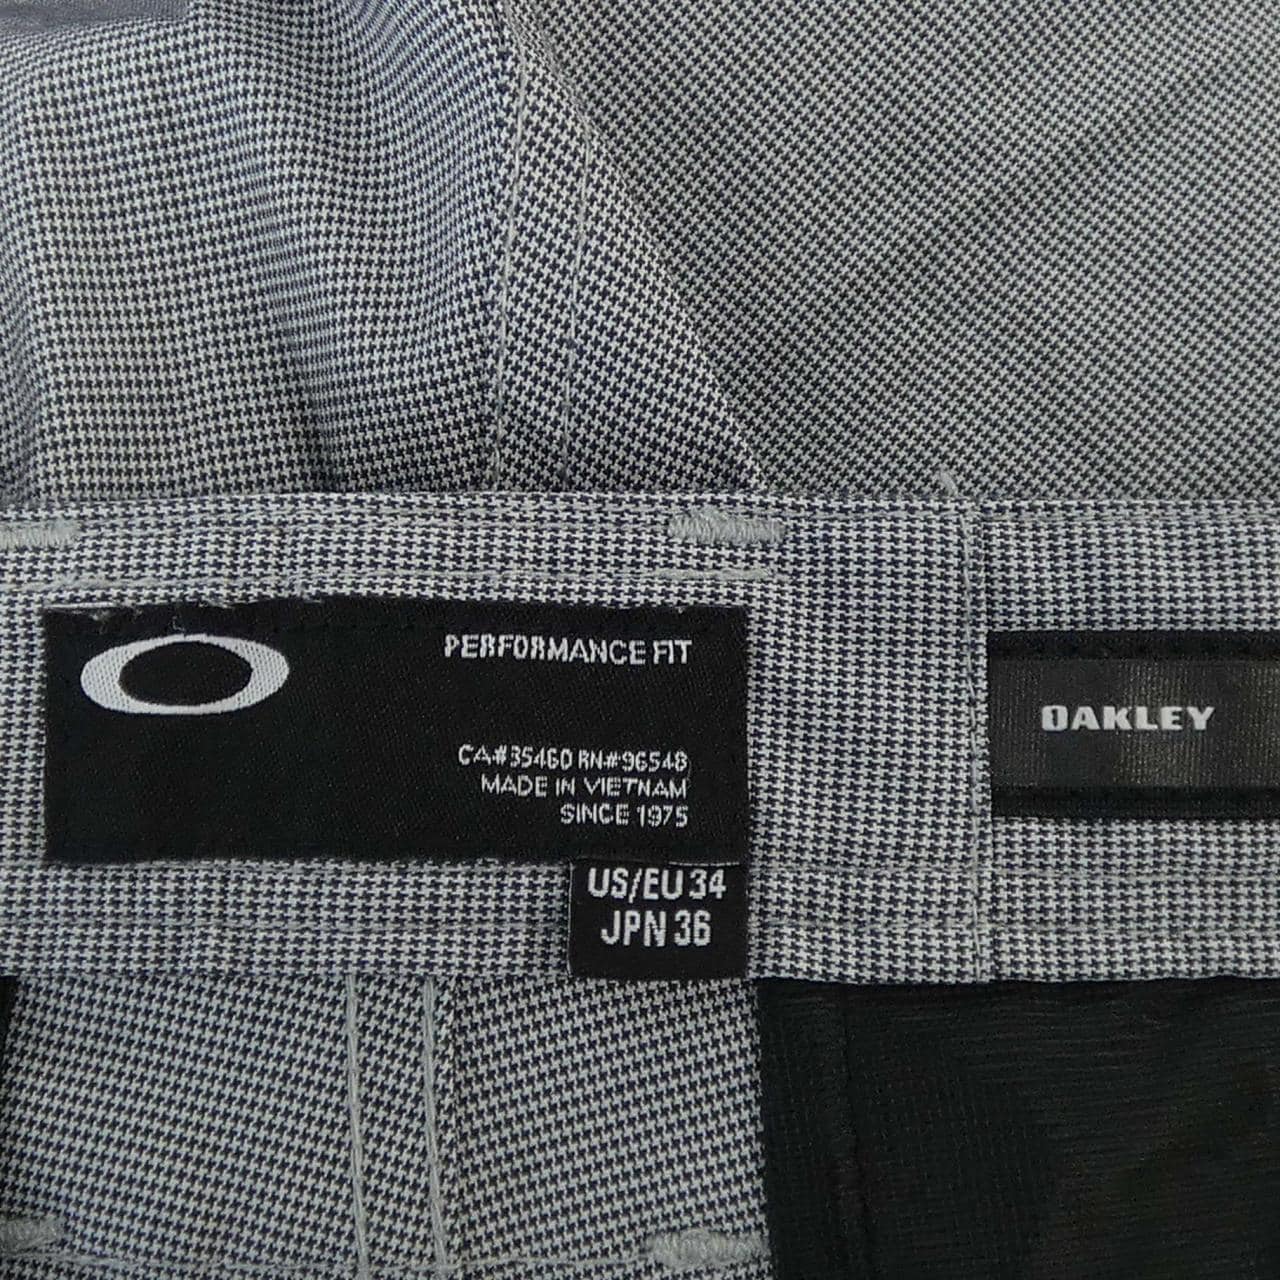 PERFORMANCE FIT
CA#35460 RN#96548
MADE IN VIETNAM
SINCE 1975
US/EU 34
JPN 36
OAKLEY